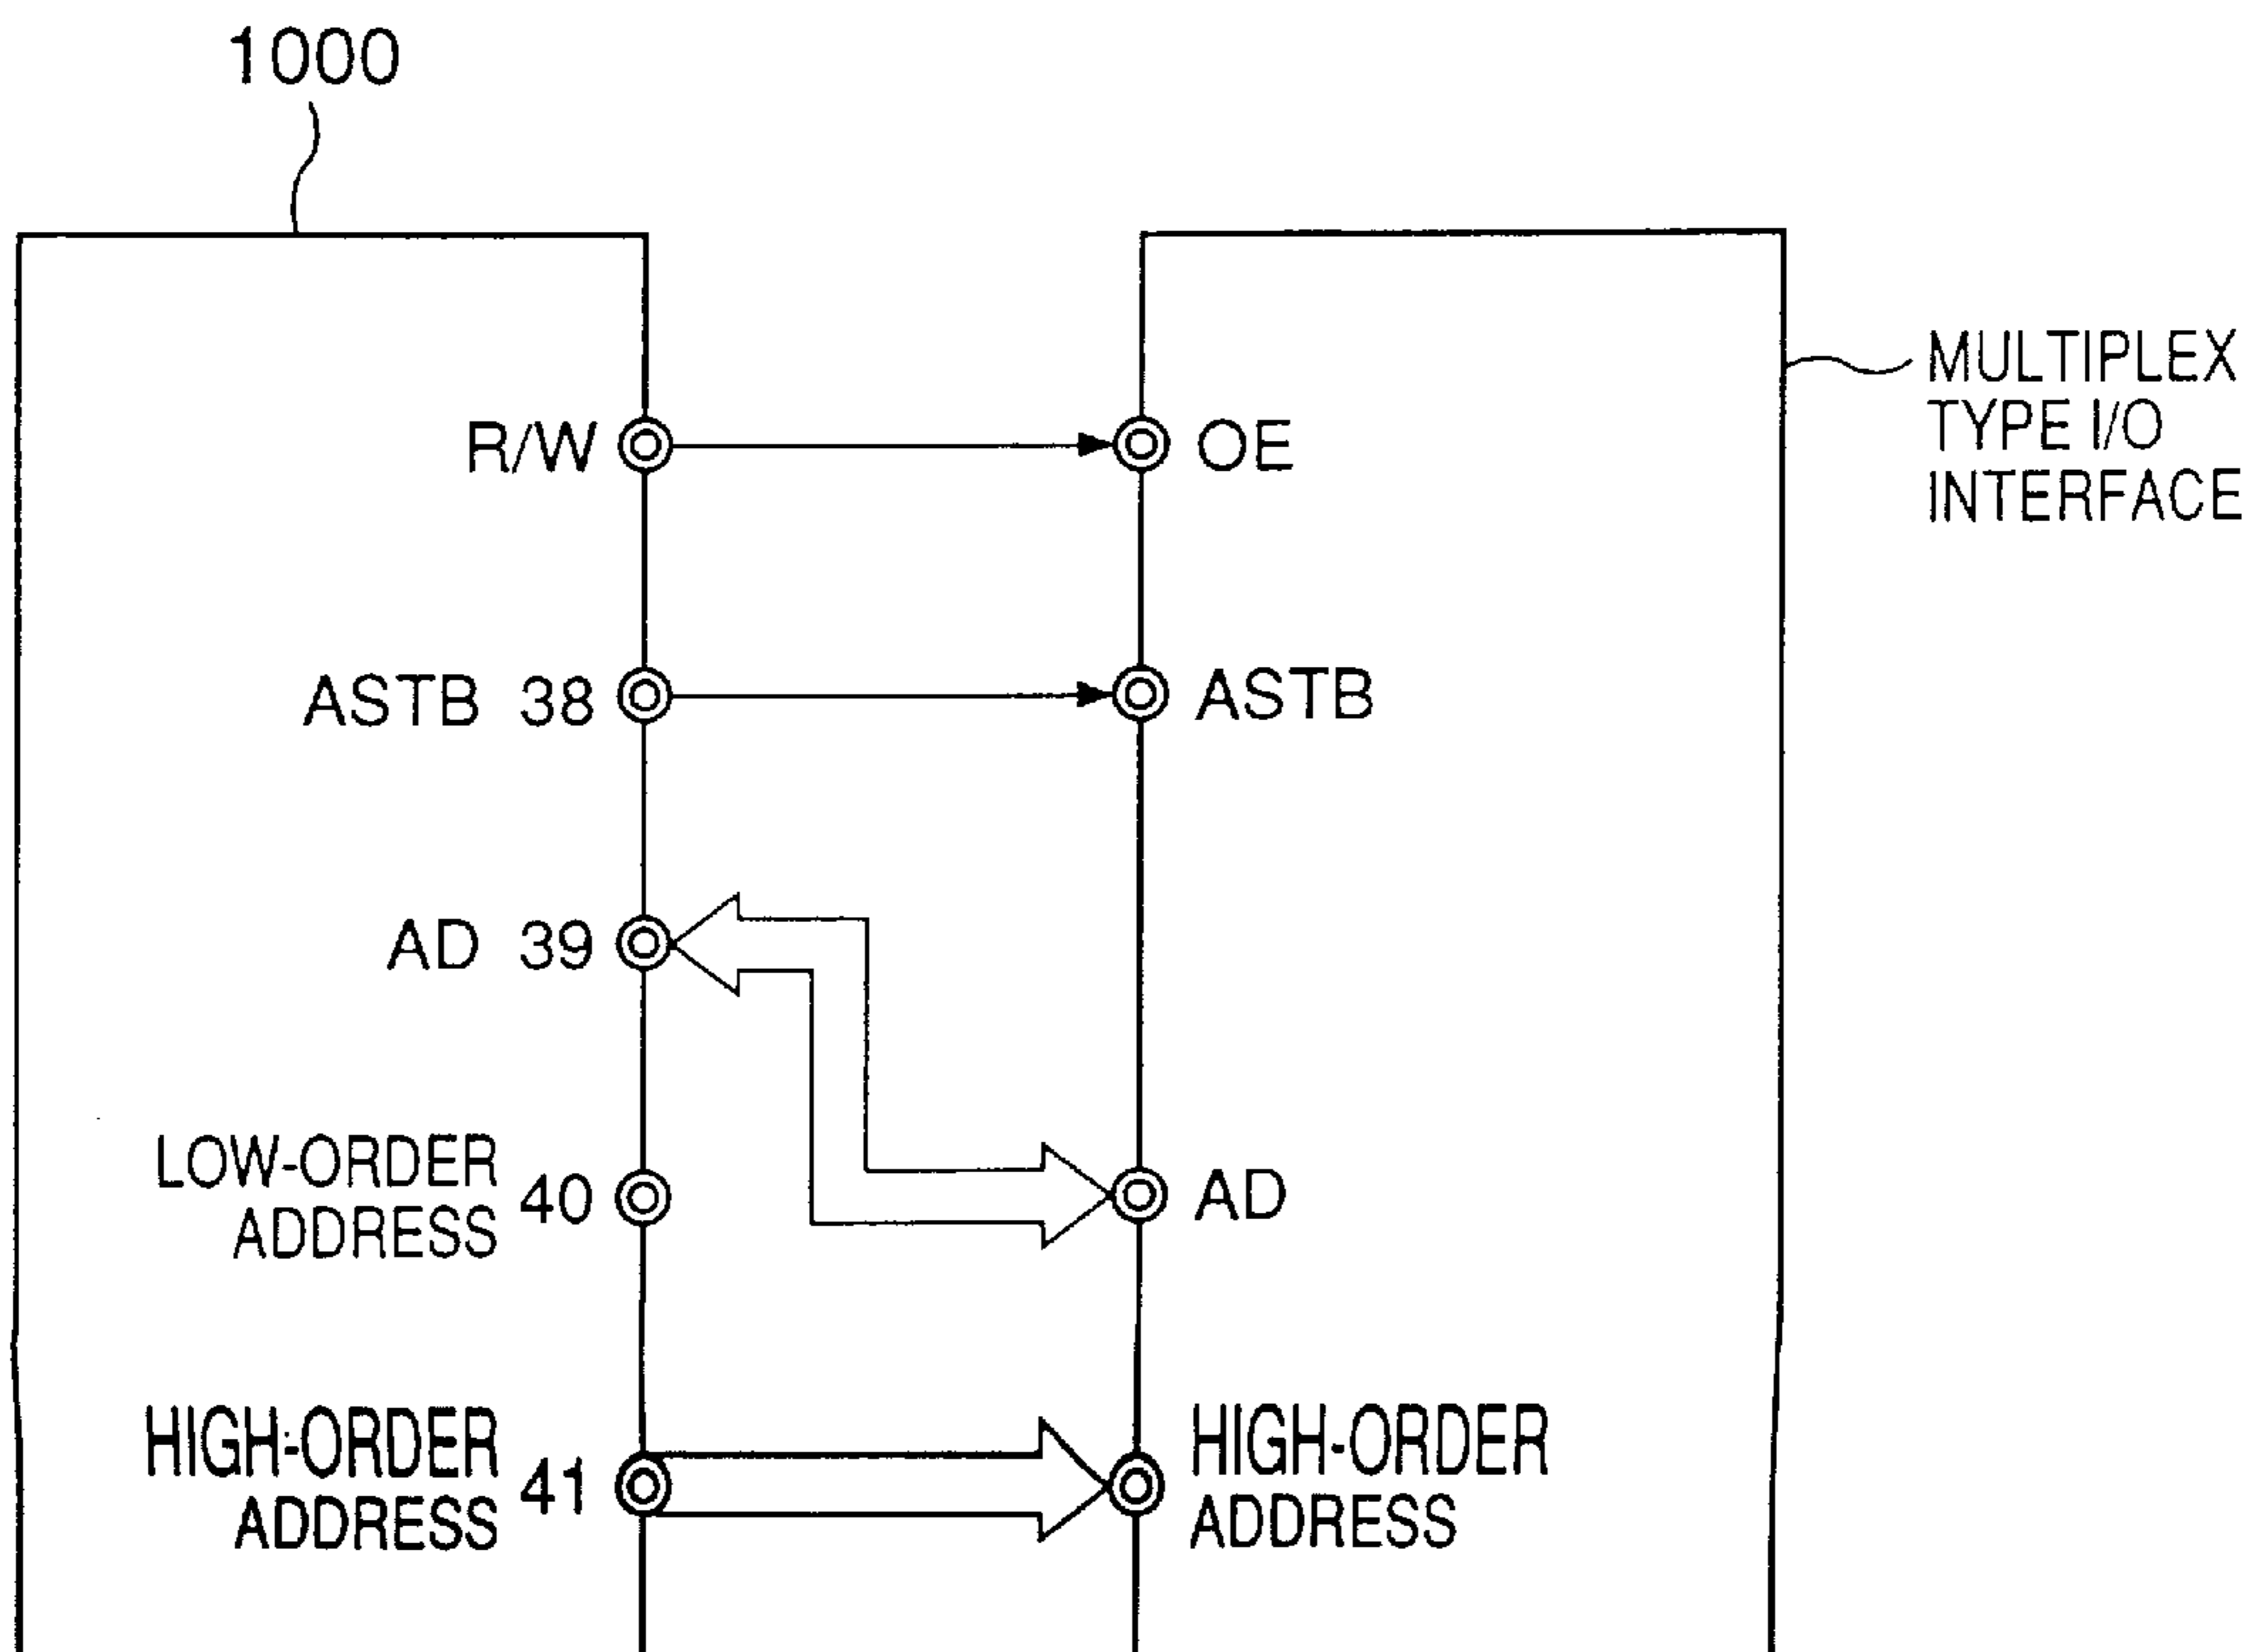 1000
MULTIPLEX
TYPE I/O
INTERFACE
R/W
OE
ASTB 38
ASTB
AD 39
LOW-ORDER
ADDRESS
40
AD
HIGH-ORDER
ADDRESS
41
HIGH-ORDER
ADDRESS